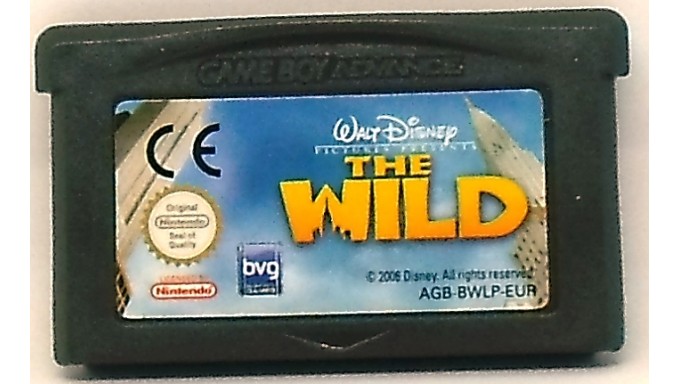 GAME BOY ADVANCE
CE
WALT DISNEY
PICTURES PRESENTS
THE
WILD
Original
Nintendo
Seal of
Quality
LICENSED BY
Nintendo
bvg
© 2006 Disney. All rights reserved
AGB-BWLP-EUR